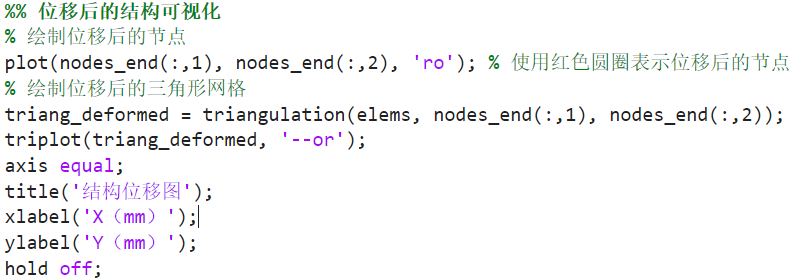 %% 位移后的结构可视化
% 绘制位移后的节点
plot(nodes_end(:,1), nodes_end(:,2), 'ro'); % 使用红色圆圈表示位移后的节点
% 绘制位移后的三角形网格
triang_deformed = triangulation(elems, nodes_end(:,1), nodes_end(:,2));
triplot(triang_deformed, '--or');
axis equal;
title('结构位移图');
xlabel('X（mm）');
ylabel('Y（mm）');
hold off;